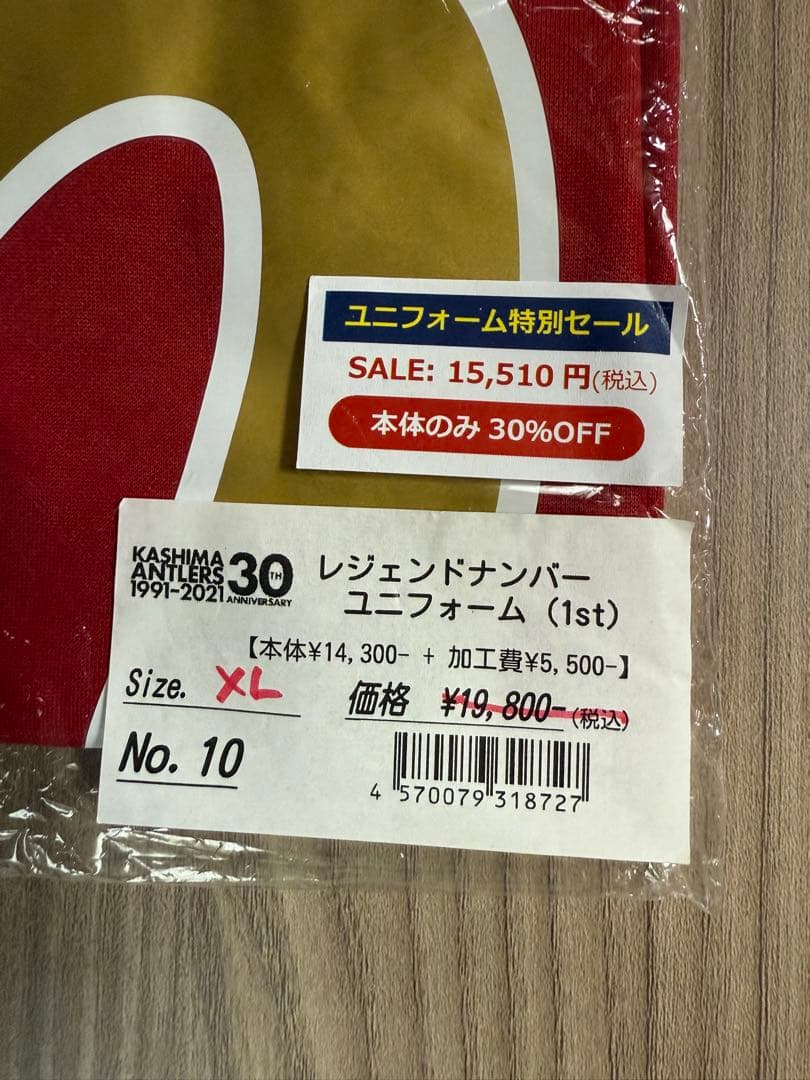 ユニフォーム特別セール
SALE: 15,510 円(税込)
本体のみ 30%OFF
KASHIMA
ANTLERS
1991-2021
30TH
ANNIVERSARY
レジェンドナンバー
ユニフォーム (1st)
【本体¥14,300- + 加工費¥5,500-】
Size. XL
価格 ¥19,800-(税込)
No. 10
4 570079 318727